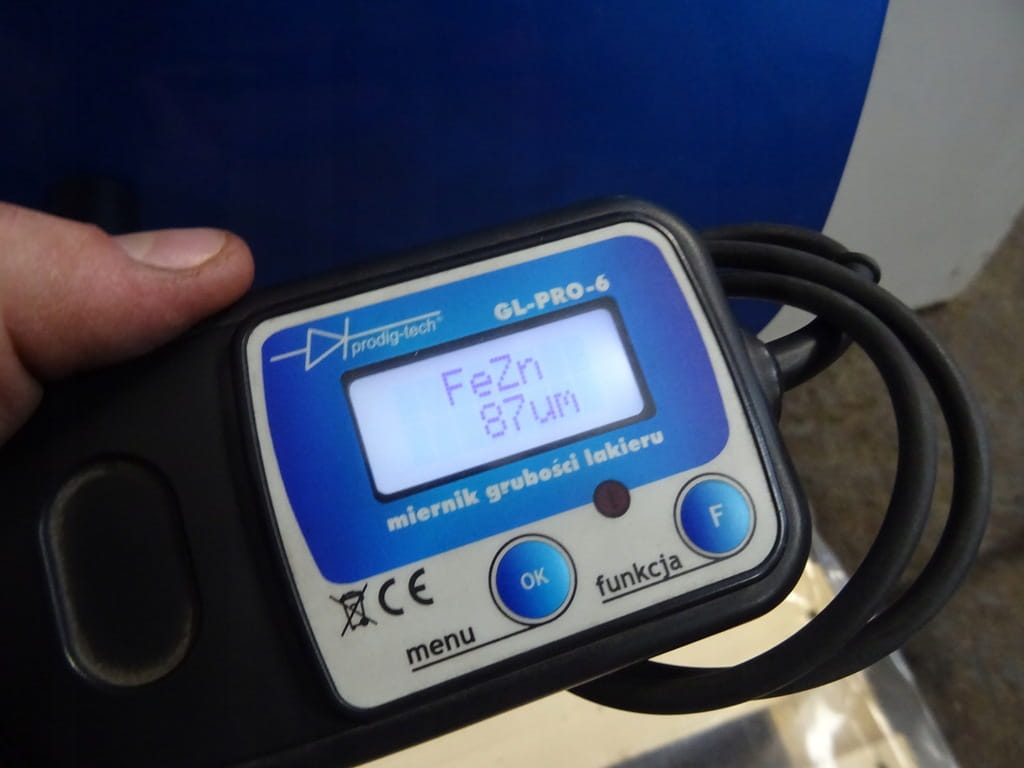 GL-PRO-6
prodig-tech®
FeZn
87um
miernik grubości lakieru
CE
OK
F
menu
funkcja